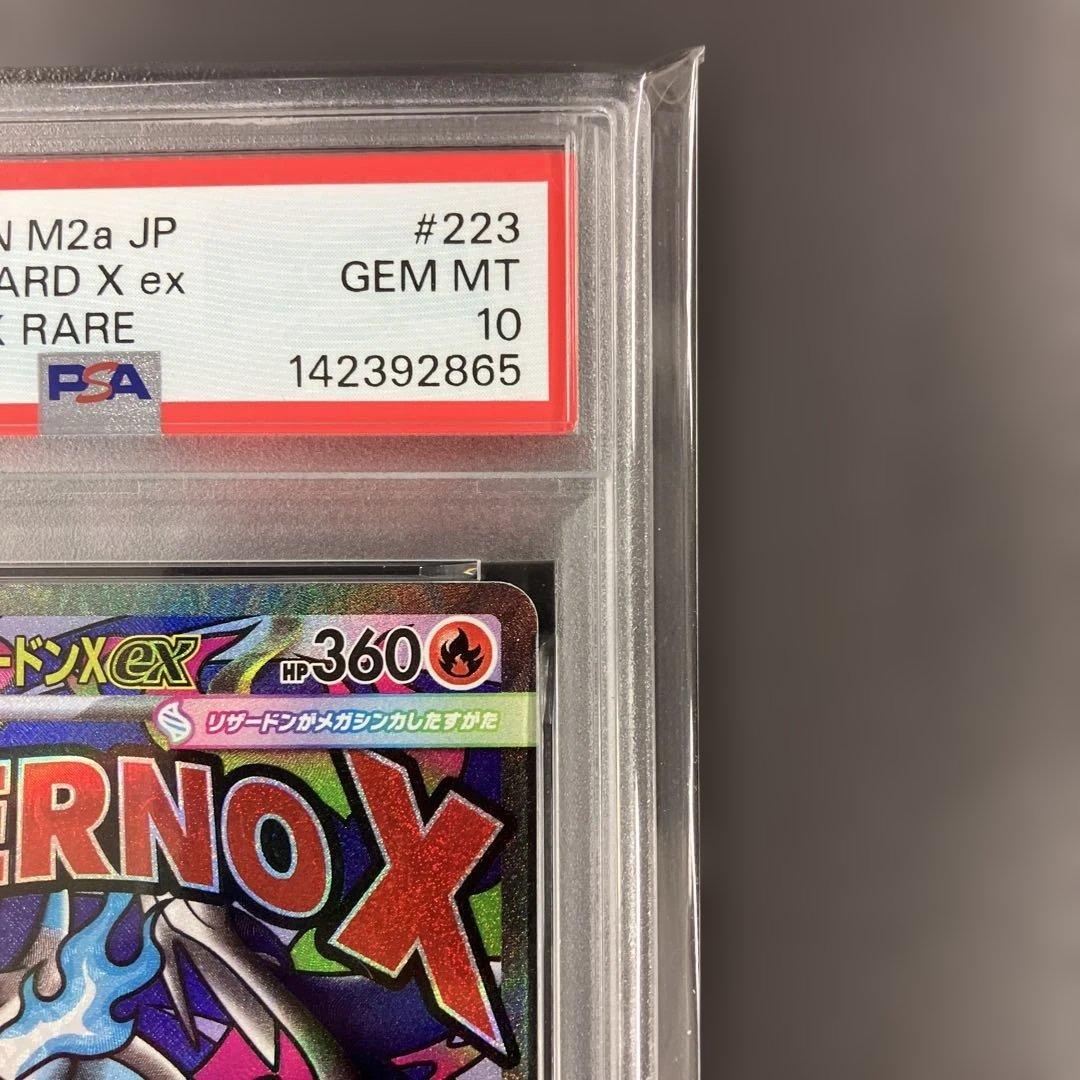 N M2a JP #223
ARD X ex GEM MT
X RARE 10
PSA 142392865
ードンXex HP360
リザードンがメガシンカしたすがた
ERNO X